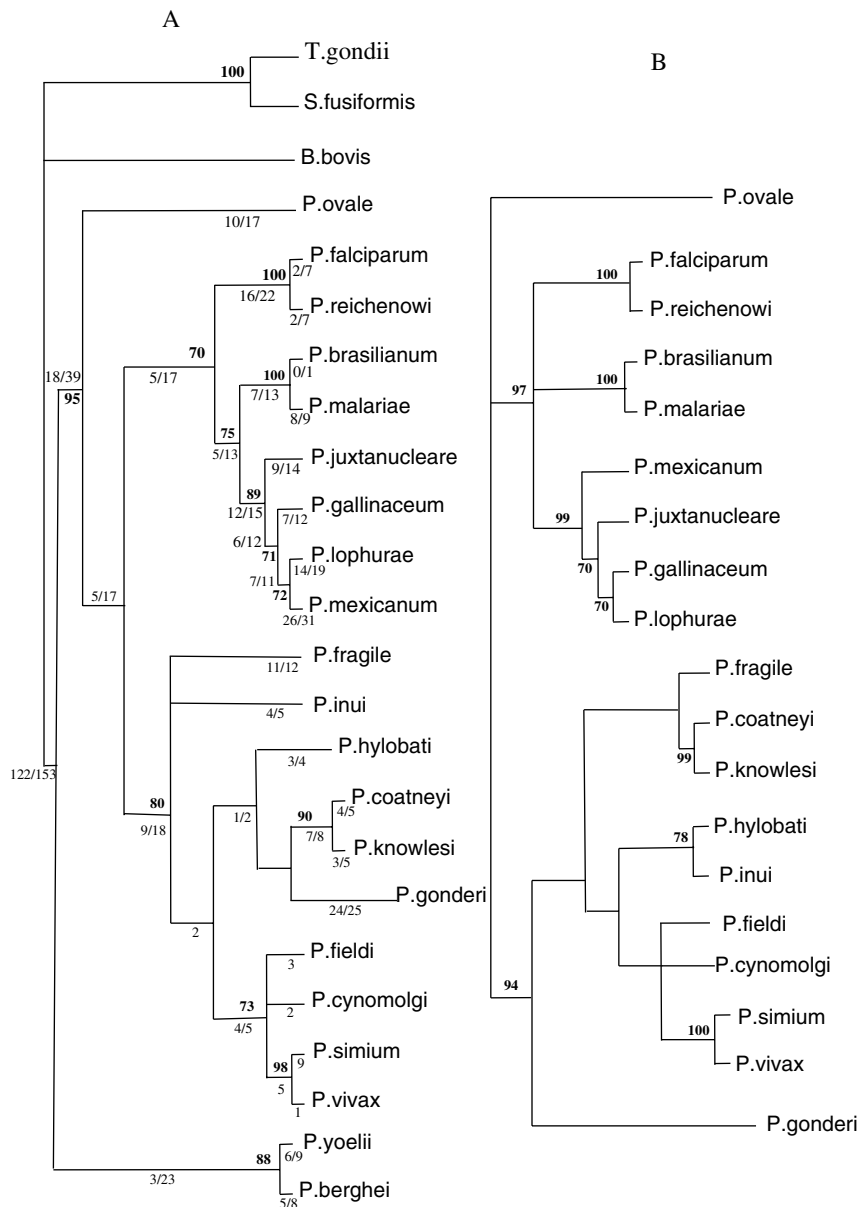 A
T.gondii
100
S.fusiformis
B.bovis
P.ovale
10/17
P.falciparum
2/7
100
16/22
P.reichenowi
2/7
70
5/17
P.brasilianum
0/1
100
7/13
P.malariae
8/9
18/39
95
75
5/13
P.juxtanucleare
9/14
89
12/15
P.gallinaceum
7/12
6/12
71
P.lophurae
14/19
7/11
72
P.mexicanum
26/31
5/17
P.fragile
11/12
P.inui
4/5
P.hylobati
3/4
122/153
80
9/18
1/2
P.coatneyi
4/5
90
7/8
P.knowlesi
3/5
P.gonderi
24/25
2
P.fieldi
3
73
4/5
P.cynomolgi
2
P.simium
9
98
5
P.vivax
1
P.yoelii
6/9
88
3/23
P.berghei
5/8
B
P.ovale
P.falciparum
100
P.reichenowi
P.brasilianum
100
P.malariae
97
P.mexicanum
99
P.juxtanucleare
70
P.gallinaceum
70
P.lophurae
P.fragile
P.coatneyi
99
P.knowlesi
P.hylobati
78
P.inui
P.fieldi
P.cynomolgi
94
P.simium
100
P.vivax
P.gonderi